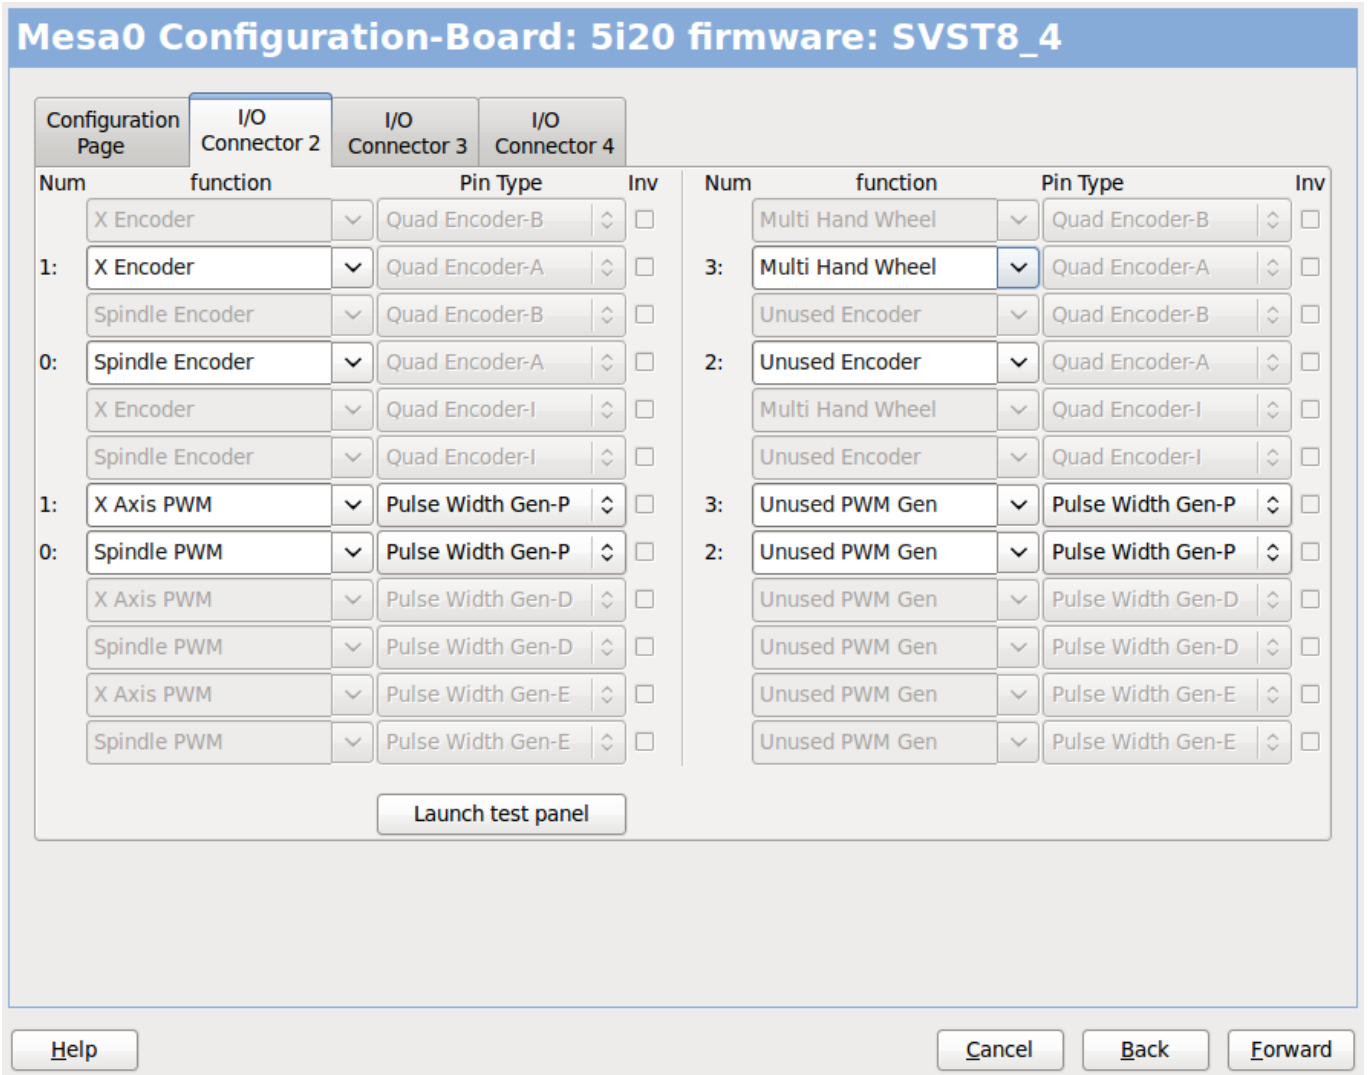 Mesa0 Configuration-Board: 5i20 firmware: SVST8_4
Configuration
Page
I/O
Connector 2
I/O
Connector 3
I/O
Connector 4
Num function Pin Type Inv Num function Pin Type Inv
X Encoder Quad Encoder-B Multi Hand Wheel Quad Encoder-B
1: X Encoder Quad Encoder-A 3: Multi Hand Wheel Quad Encoder-A
Spindle Encoder Quad Encoder-B Unused Encoder Quad Encoder-B
0: Spindle Encoder Quad Encoder-A 2: Unused Encoder Quad Encoder-A
X Encoder Quad Encoder-I Multi Hand Wheel Quad Encoder-I
Spindle Encoder Quad Encoder-I Unused Encoder Quad Encoder-I
1: X Axis PWM Pulse Width Gen-P 3: Unused PWM Gen Pulse Width Gen-P
0: Spindle PWM Pulse Width Gen-P 2: Unused PWM Gen Pulse Width Gen-P
X Axis PWM Pulse Width Gen-D Unused PWM Gen Pulse Width Gen-D
Spindle PWM Pulse Width Gen-D Unused PWM Gen Pulse Width Gen-D
X Axis PWM Pulse Width Gen-E Unused PWM Gen Pulse Width Gen-E
Spindle PWM Pulse Width Gen-E Unused PWM Gen Pulse Width Gen-E
Launch test panel
Help Cancel Back Forward